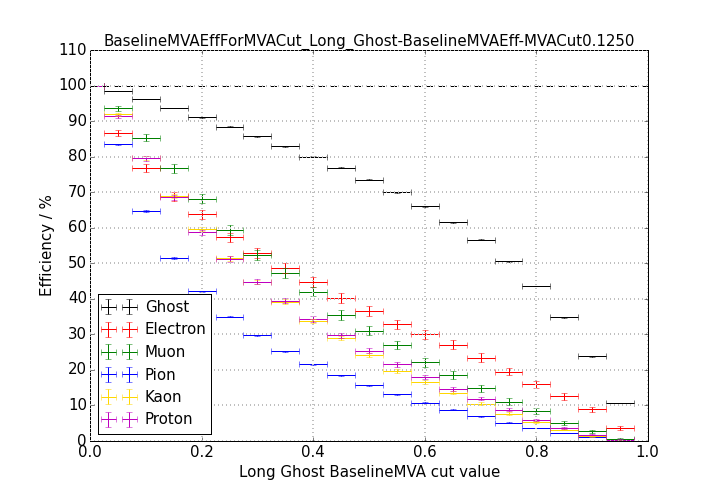 BaselineMVAEffForMVACut_Long_Ghost-BaselineMVAEff-MVACut0.1250
110
100
90
80
70
60
50
40
30
20
10
0
Efficiency / %
Ghost
Electron
Muon
Pion
Kaon
Proton
0.0 0.2 0.4 0.6 0.8 1.0
Long Ghost BaselineMVA cut value